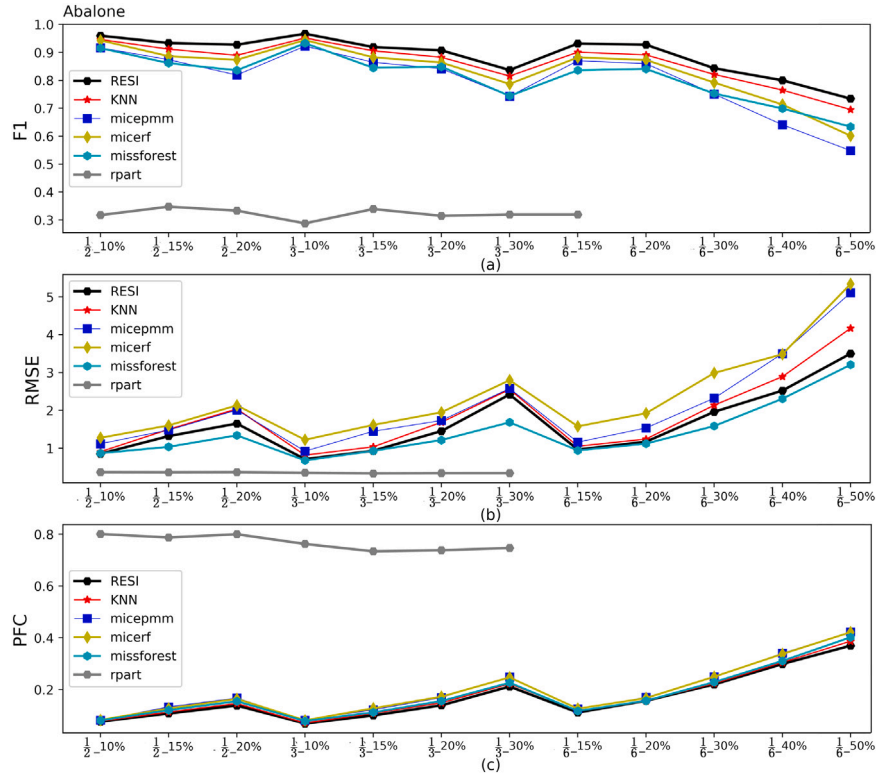 Abalone
F1
1.0
0.9
0.8
0.7
0.6
0.5
0.4
0.3
RESI
KNN
micepmm
micerf
missforest
rpart
1/2-10% 1/2-15% 1/2-20% 1/3-10% 1/3-15% 1/3-20% 1/3-30% 1/6-15% 1/6-20% 1/6-30% 1/6-40% 1/6-50%
(a)
RMSE
5
4
3
2
1
RESI
KNN
micepmm
micerf
missforest
rpart
1/2-10% 1/2-15% 1/2-20% 1/3-10% 1/3-15% 1/3-20% 1/3-30% 1/6-15% 1/6-20% 1/6-30% 1/6-40% 1/6-50%
(b)
PFC
0.8
0.6
0.4
0.2
RESI
KNN
micepmm
micerf
missforest
rpart
1/2-10% 1/2-15% 1/2-20% 1/3-10% 1/3-15% 1/3-20% 1/3-30% 1/6-15% 1/6-20% 1/6-30% 1/6-40% 1/6-50%
(c)